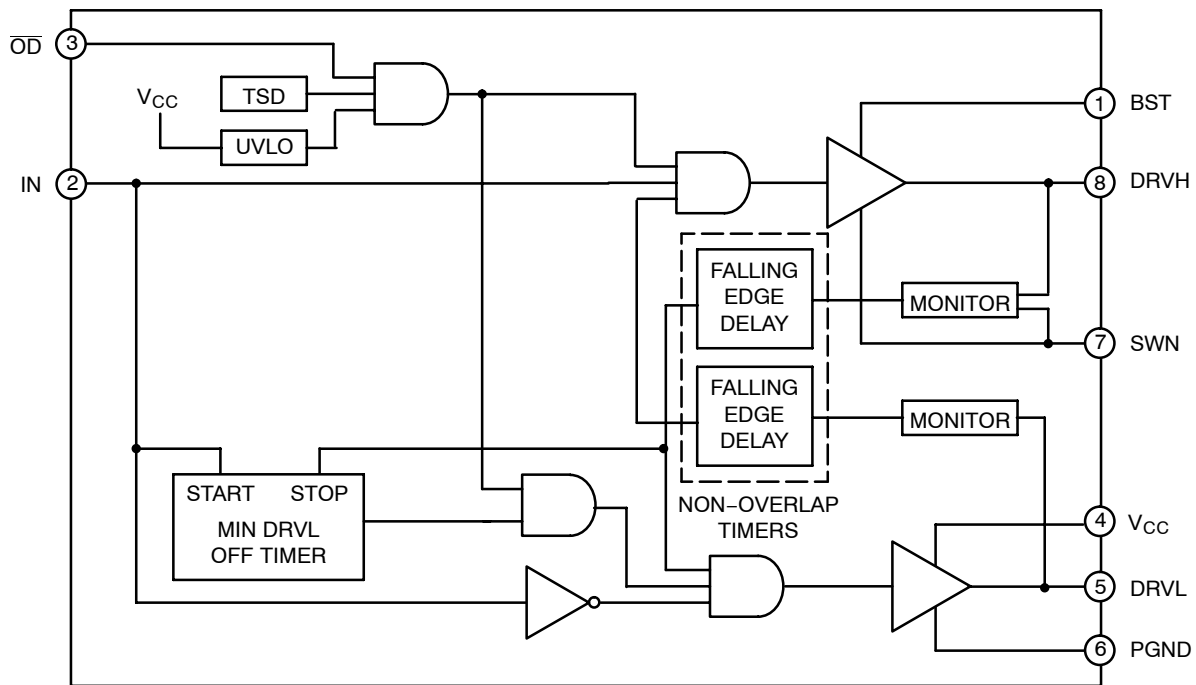 OD 3
TSD
VCC
UVLO
1 BST
IN 2
8 DRVH
FALLING
EDGE
DELAY
MONITOR
7 SWN
FALLING
EDGE
DELAY
MONITOR
START STOP
MIN DRVL
OFF TIMER
NON–OVERLAP
TIMERS
4 VCC
5 DRVL
6 PGND